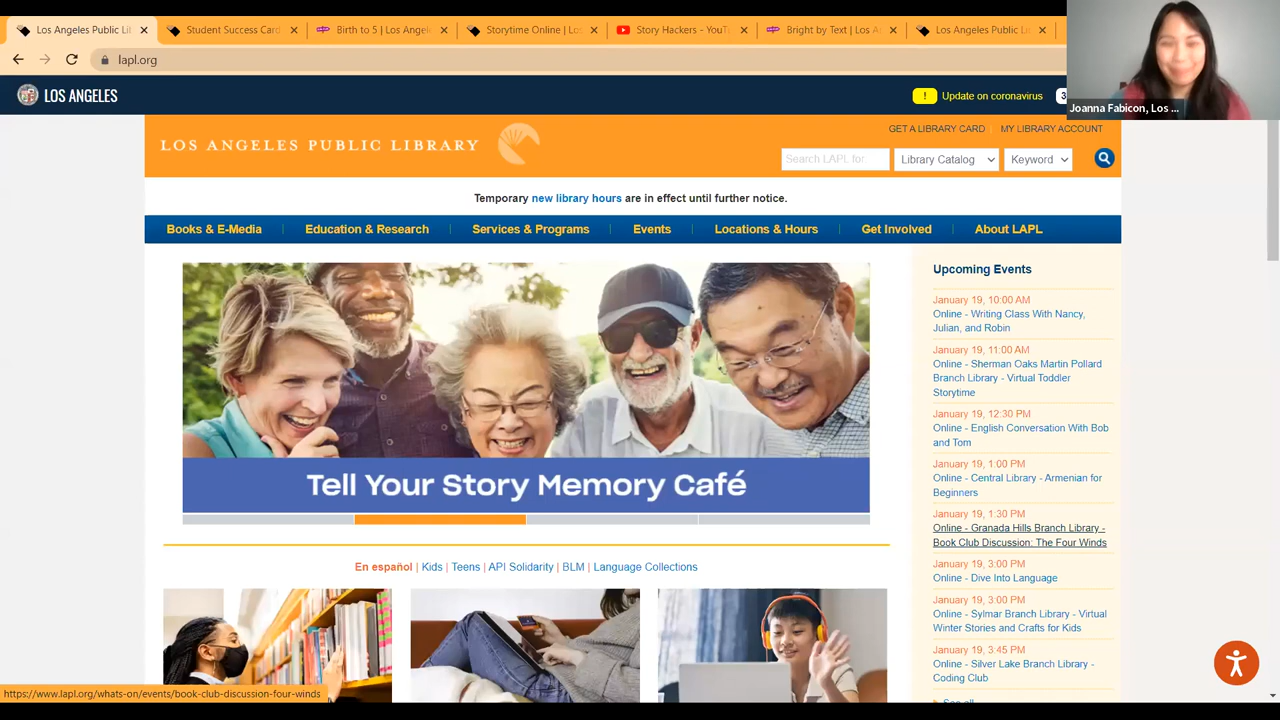 Los Angeles Public Li
Student Success Card
Birth to 5 | Los Angel
Storytime Online | Lo
Story Hackers - YouT
Bright by Text | Los A
Los Angeles Public Li
lapl.org
LOS ANGELES
! Update on coronavirus 3
Joanna Fabicon, Los ...
GET A LIBRARY CARD | MY LIBRARY ACCOUNT
LOS ANGELES PUBLIC LIBRARY
Search LAPL for
Library Catalog
Keyword
Temporary new library hours are in effect until further notice.
Books & E-Media
Education & Research
Services & Programs
Events
Locations & Hours
Get Involved
About LAPL
Tell Your Story Memory Café
En español | Kids | Teens | API Solidarity | BLM | Language Collections
Upcoming Events
January 19, 10:00 AM
Online - Writing Class With Nancy,
Julian, and Robin
January 19, 11:00 AM
Online - Sherman Oaks Martin Pollard
Branch Library - Virtual Toddler
Storytime
January 19, 12:30 PM
Online - English Conversation With Bob
and Tom
January 19, 1:00 PM
Online - Central Library - Armenian for
Beginners
January 19, 1:30 PM
Online - Granada Hills Branch Library -
Book Club Discussion: The Four Winds
January 19, 3:00 PM
Online - Dive Into Language
January 19, 3:00 PM
Online - Sylmar Branch Library - Virtual
Winter Stories and Crafts for Kids
January 19, 3:45 PM
Online - Silver Lake Branch Library -
Coding Club
See all
https://www.lapl.org/whats-on/events/book-club-discussion-four-winds